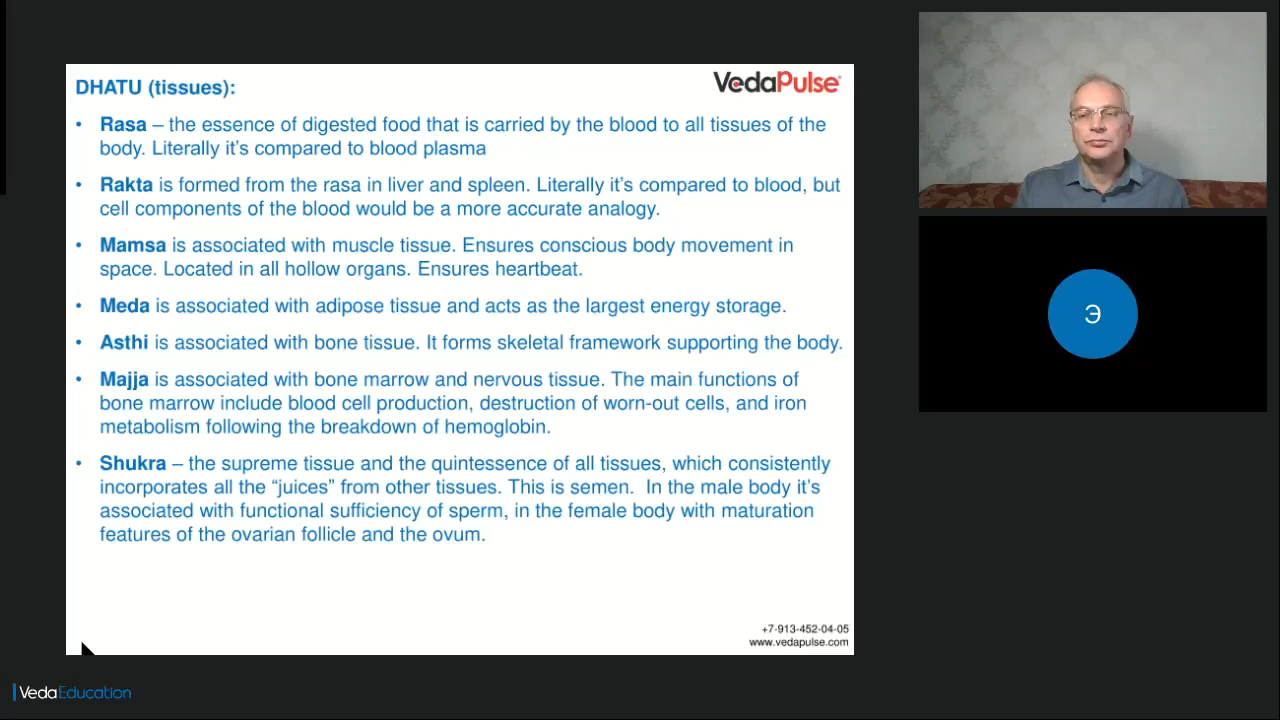 DHATU (tissues):
VedaPulse
• Rasa – the essence of digested food that is carried by the blood to all tissues of the
body. Literally it’s compared to blood plasma
• Rakta is formed from the rasa in liver and spleen. Literally it’s compared to blood, but
cell components of the blood would be a more accurate analogy.
• Mamsa is associated with muscle tissue. Ensures conscious body movement in
space. Located in all hollow organs. Ensures heartbeat.
• Meda is associated with adipose tissue and acts as the largest energy storage.
• Asthi is associated with bone tissue. It forms skeletal framework supporting the body.
• Majja is associated with bone marrow and nervous tissue. The main functions of
bone marrow include blood cell production, destruction of worn-out cells, and iron
metabolism following the breakdown of hemoglobin.
• Shukra – the supreme tissue and the quintessence of all tissues, which consistently
incorporates all the “juices” from other tissues. This is semen.  In the male body it’s
associated with functional sufficiency of sperm, in the female body with maturation
features of the ovarian follicle and the ovum.
+7-913-452-04-05
www.vedapulse.com
Э
VedaEducation